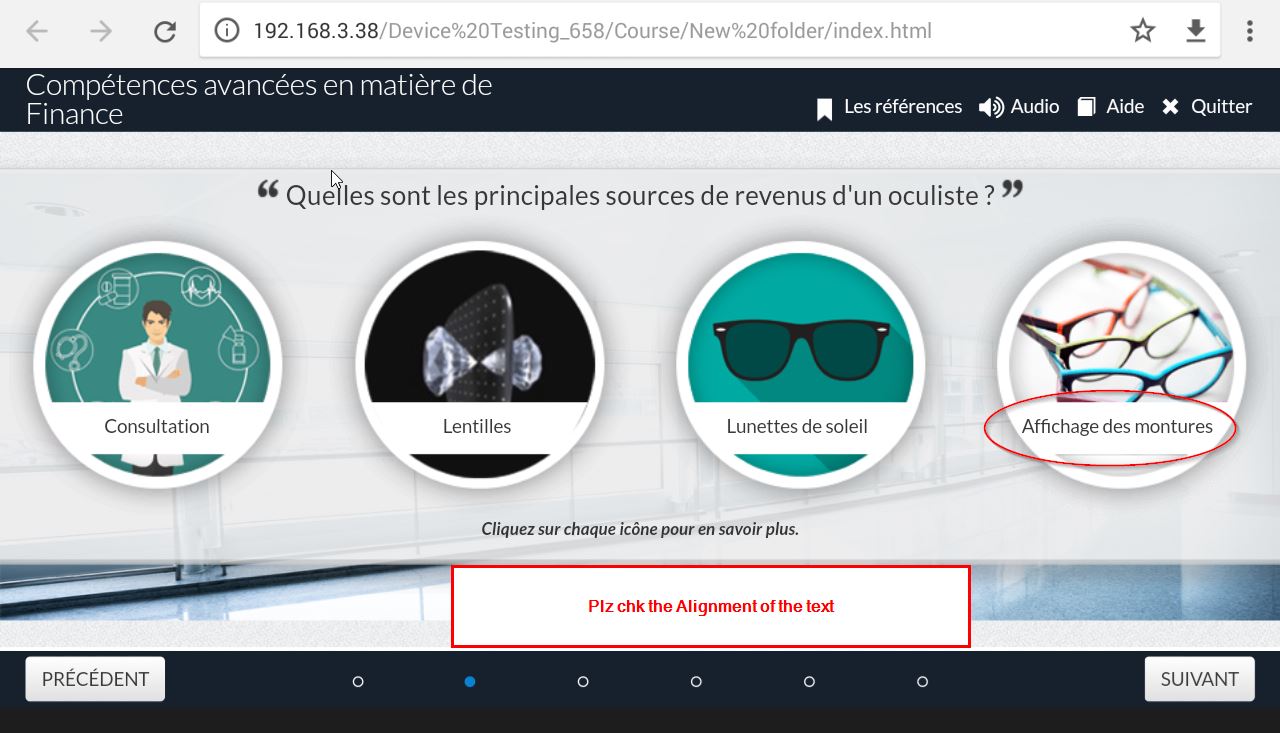 192.168.3.38/Device%20Testing_658/Course/New%20folder/index.html
Compétences avancées en matière de
Finance
Les références Audio Aide Quitter
“ Quelles sont les principales sources de revenus d'un oculiste ? ”
Consultation
Lentilles
Lunettes de soleil
Affichage des montures
Cliquez sur chaque icône pour en savoir plus.
Plz chk the Alignment of the text
PRÉCÉDENT
SUIVANT